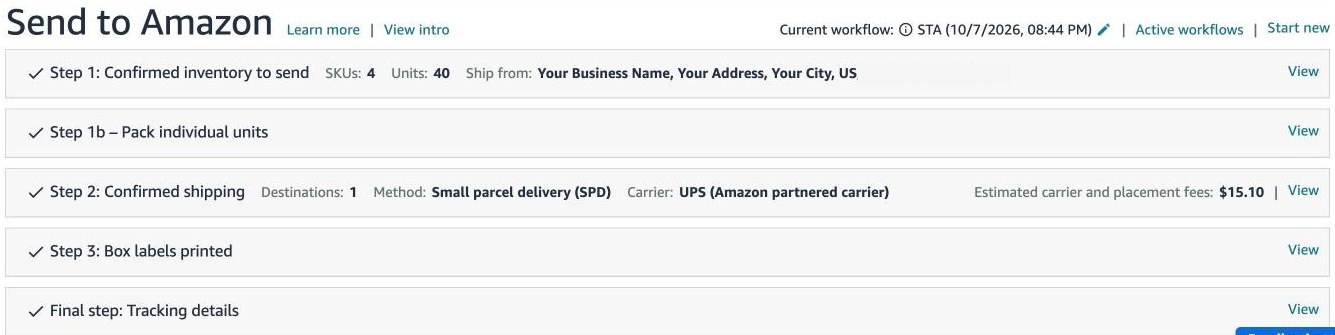 Send to Amazon Learn more | View intro Current workflow: STA (10/7/2026, 08:44 PM) | Active workflows | Start new
Step 1: Confirmed inventory to send SKUs: 4 Units: 40 Ship from: Your Business Name, Your Address, Your City, US View
Step 1b – Pack individual units View
Step 2: Confirmed shipping Destinations: 1 Method: Small parcel delivery (SPD) Carrier: UPS (Amazon partnered carrier) Estimated carrier and placement fees: $15.10 | View
Step 3: Box labels printed View
Final step: Tracking details View